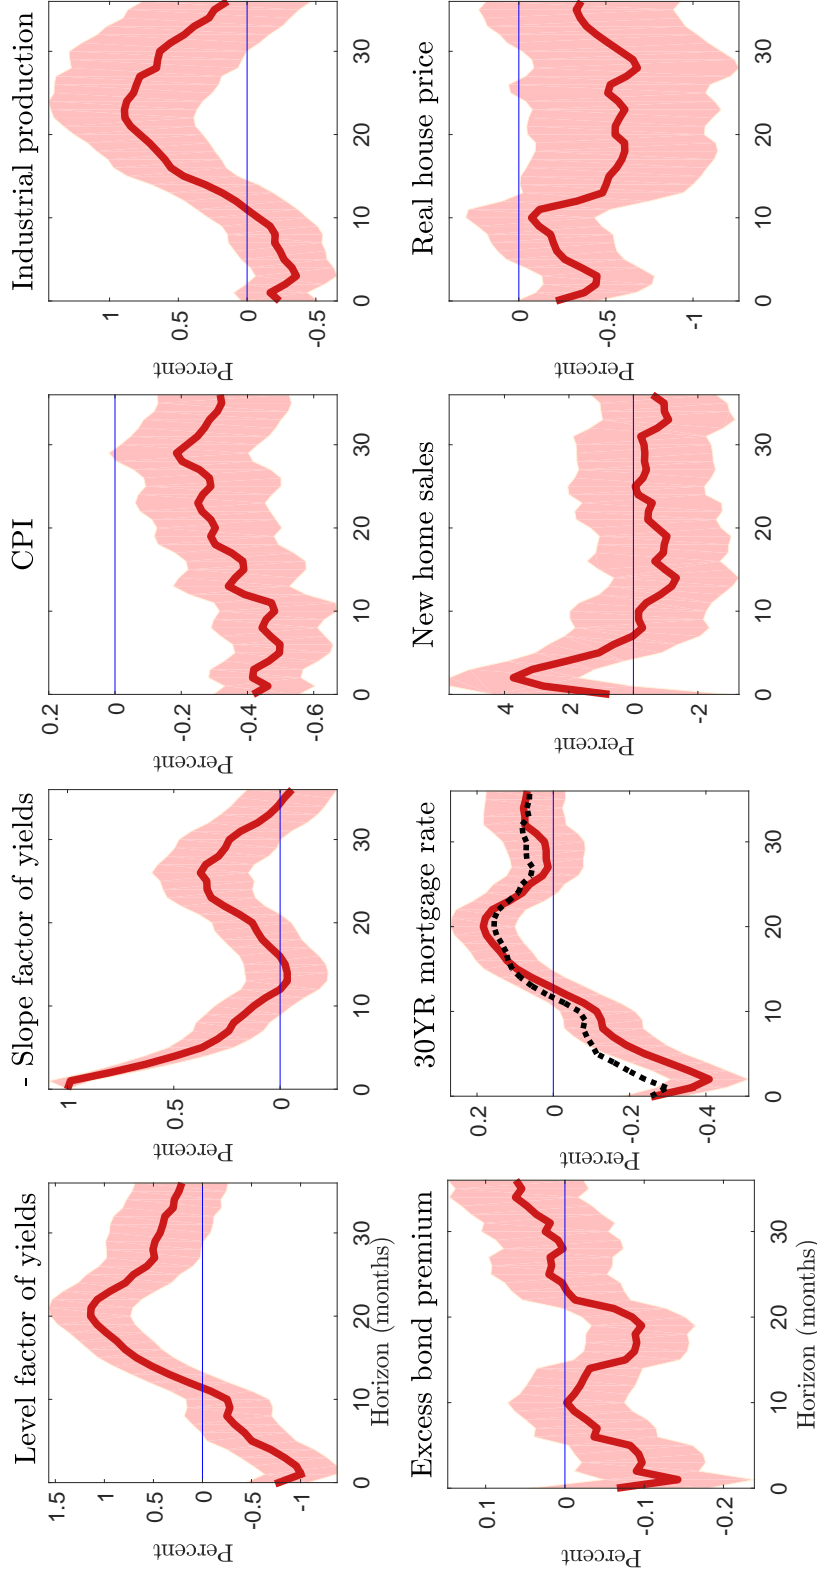 Level factor of yields
Percent
1.5
1
0.5
0
-0.5
-1
0 10 20 30
Horizon (months)
- Slope factor of yields
Percent
1
0.5
0
0 10 20 30
CPI
Percent
0.2
0
-0.2
-0.4
-0.6
0 10 20 30
Industrial production
Percent
1
0.5
0
-0.5
0 10 20 30
Excess bond premium
Percent
0.1
0
-0.1
-0.2
0 10 20 30
Horizon (months)
30YR mortgage rate
Percent
0.2
0
-0.2
-0.4
0 10 20 30
New home sales
Percent
4
2
0
-2
0 10 20 30
Real house price
Percent
0
-0.5
-1
0 10 20 30